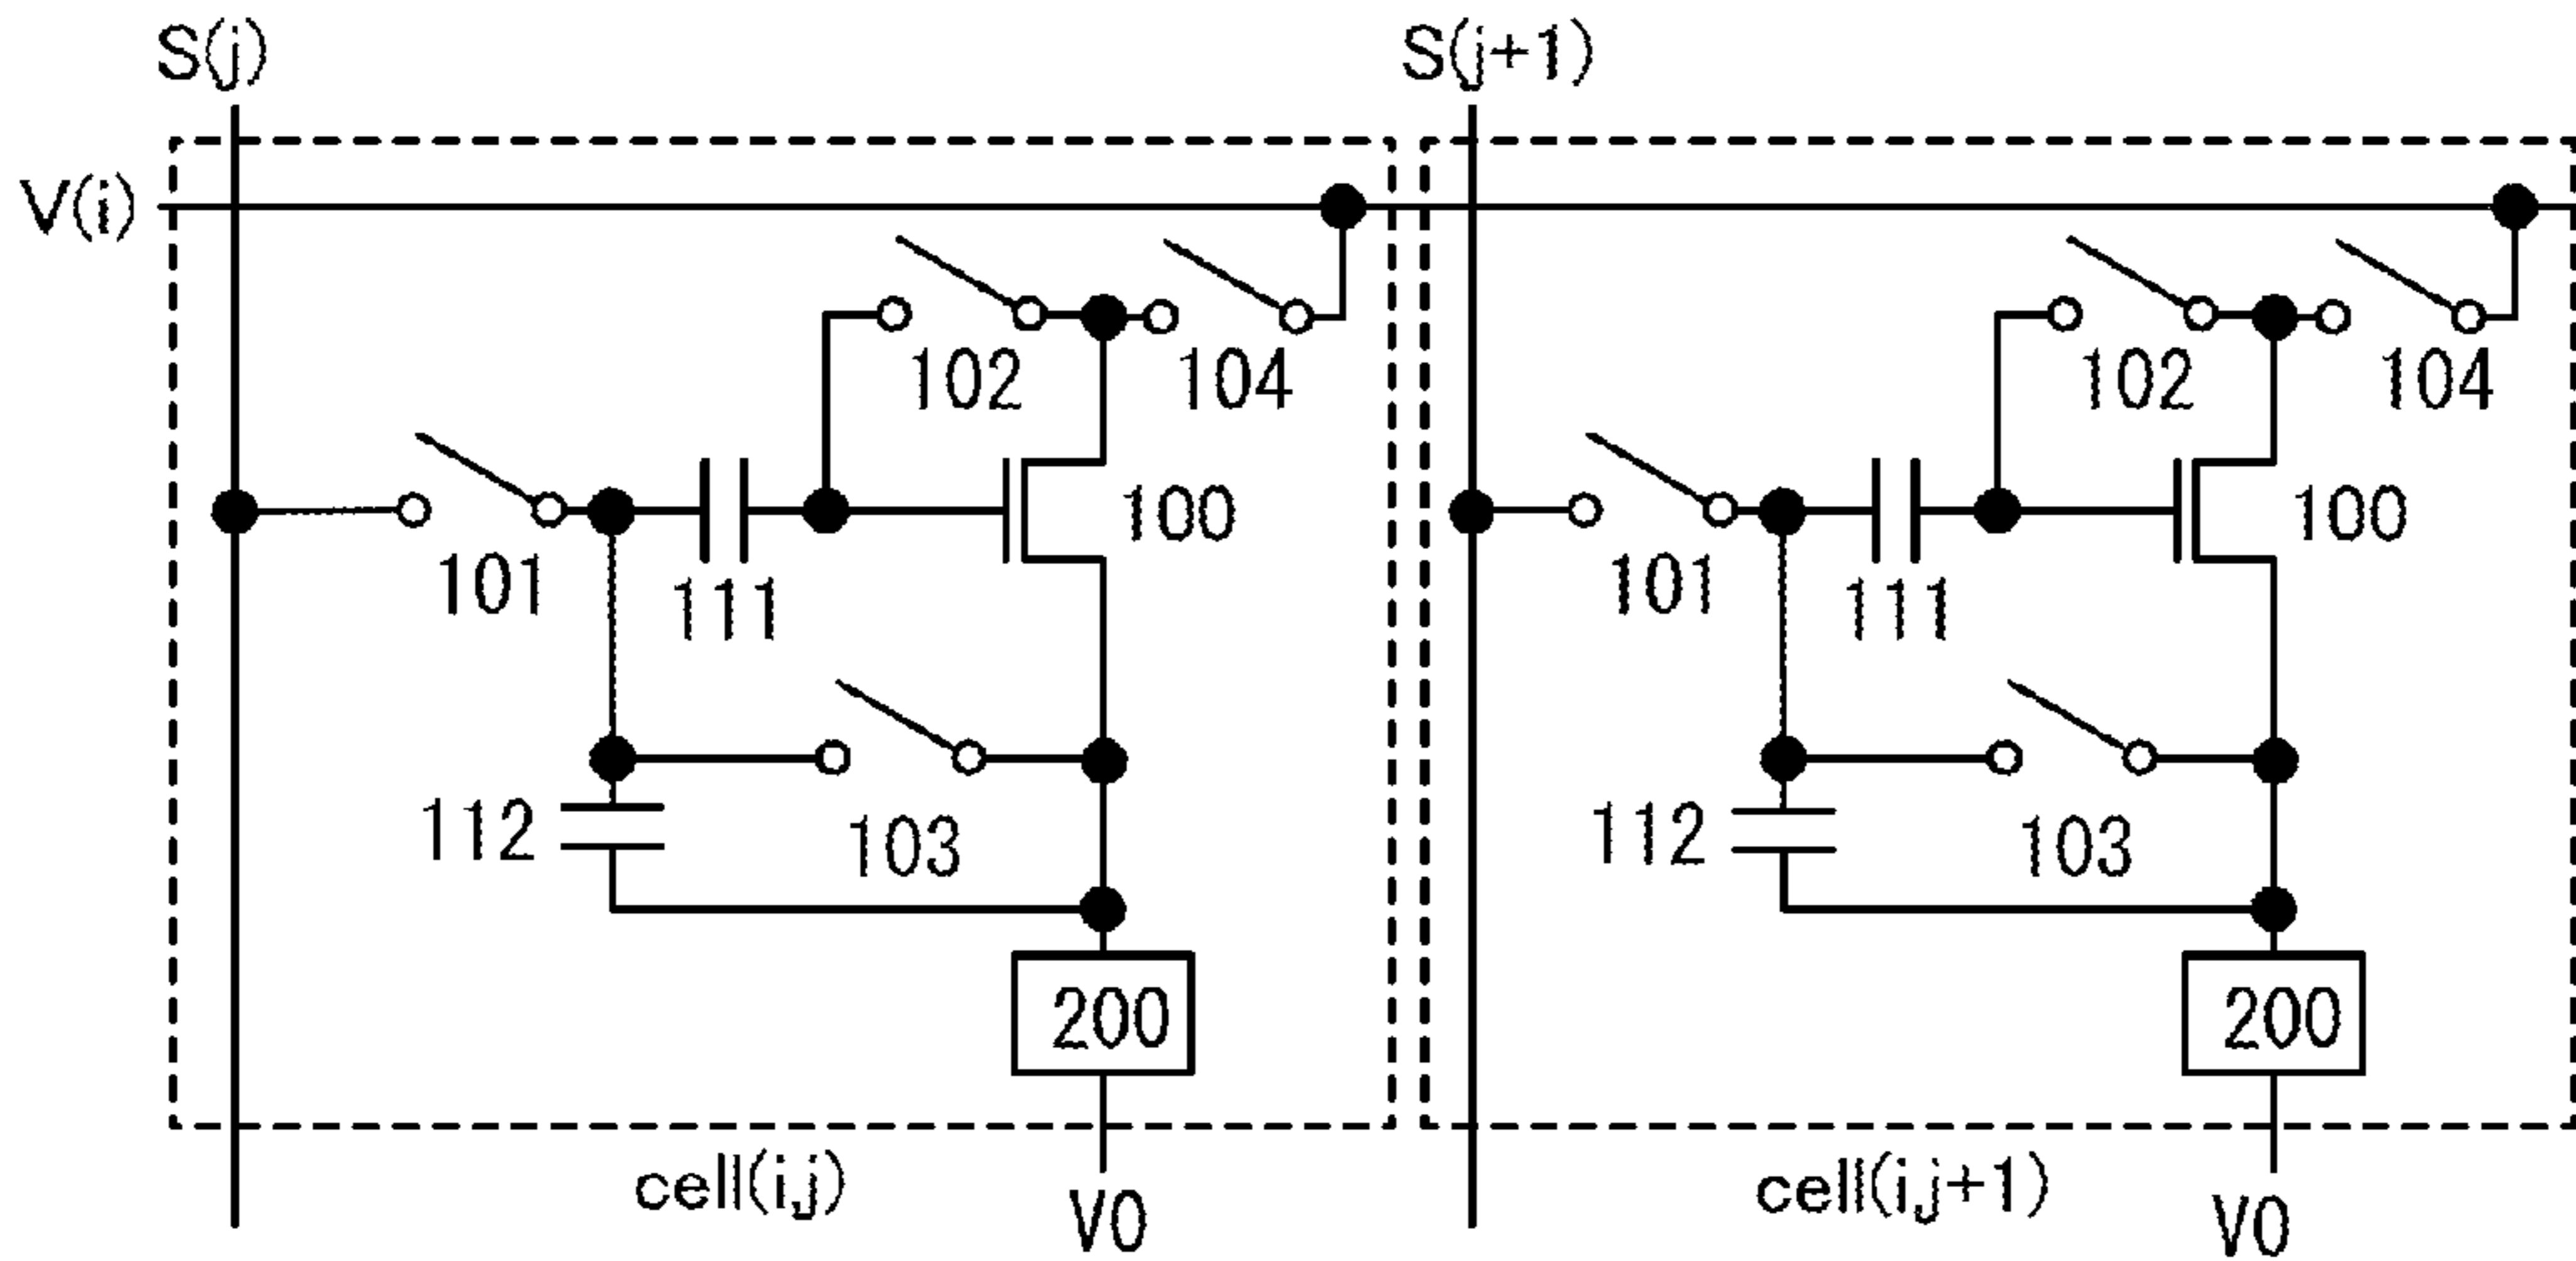 S(j) S(j+1)
V(i)
102 104 102 104
100 100
101 111 101 111
112 103 112 103
200 200
cell(i,j) cell(i,j+1)
V0 V0